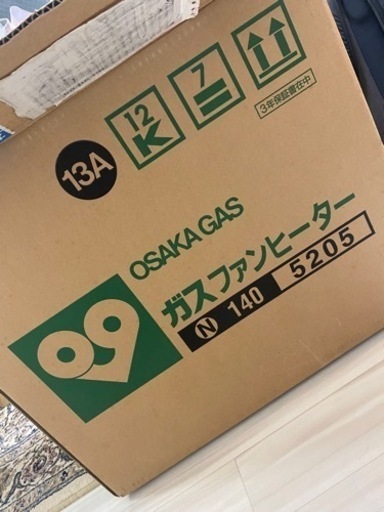 12
K
7
3年保証書在中
13A
OSAKA GAS
ガスファンヒーター
N 140 5205